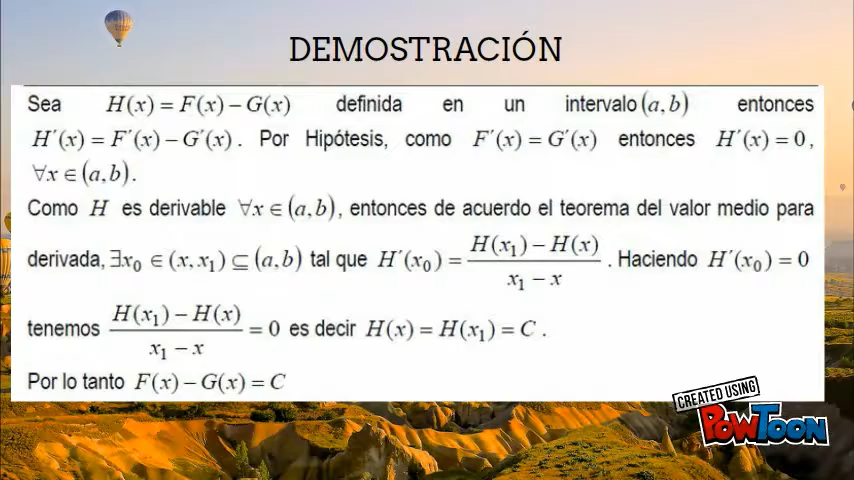 DEMOSTRACIÓN
Sea H(x) = F(x) − G(x) definida en un intervalo (a, b) entonces
H´(x) = F´(x) − G´(x). Por Hipótesis, como F´(x) = G´(x) entonces H´(x) = 0,
∀x ∈ (a, b).
Como H es derivable ∀x ∈ (a, b), entonces de acuerdo el teorema del valor medio para
derivada, ∃x₀ ∈ (x, x₁) ⊆ (a, b) tal que H´(x₀) = (H(x₁) − H(x)) / (x₁ − x). Haciendo H´(x₀) = 0
tenemos (H(x₁) − H(x)) / (x₁ − x) = 0 es decir H(x) = H(x₁) = C.
Por lo tanto F(x) − G(x) = C
CREATED USING
POWTOON